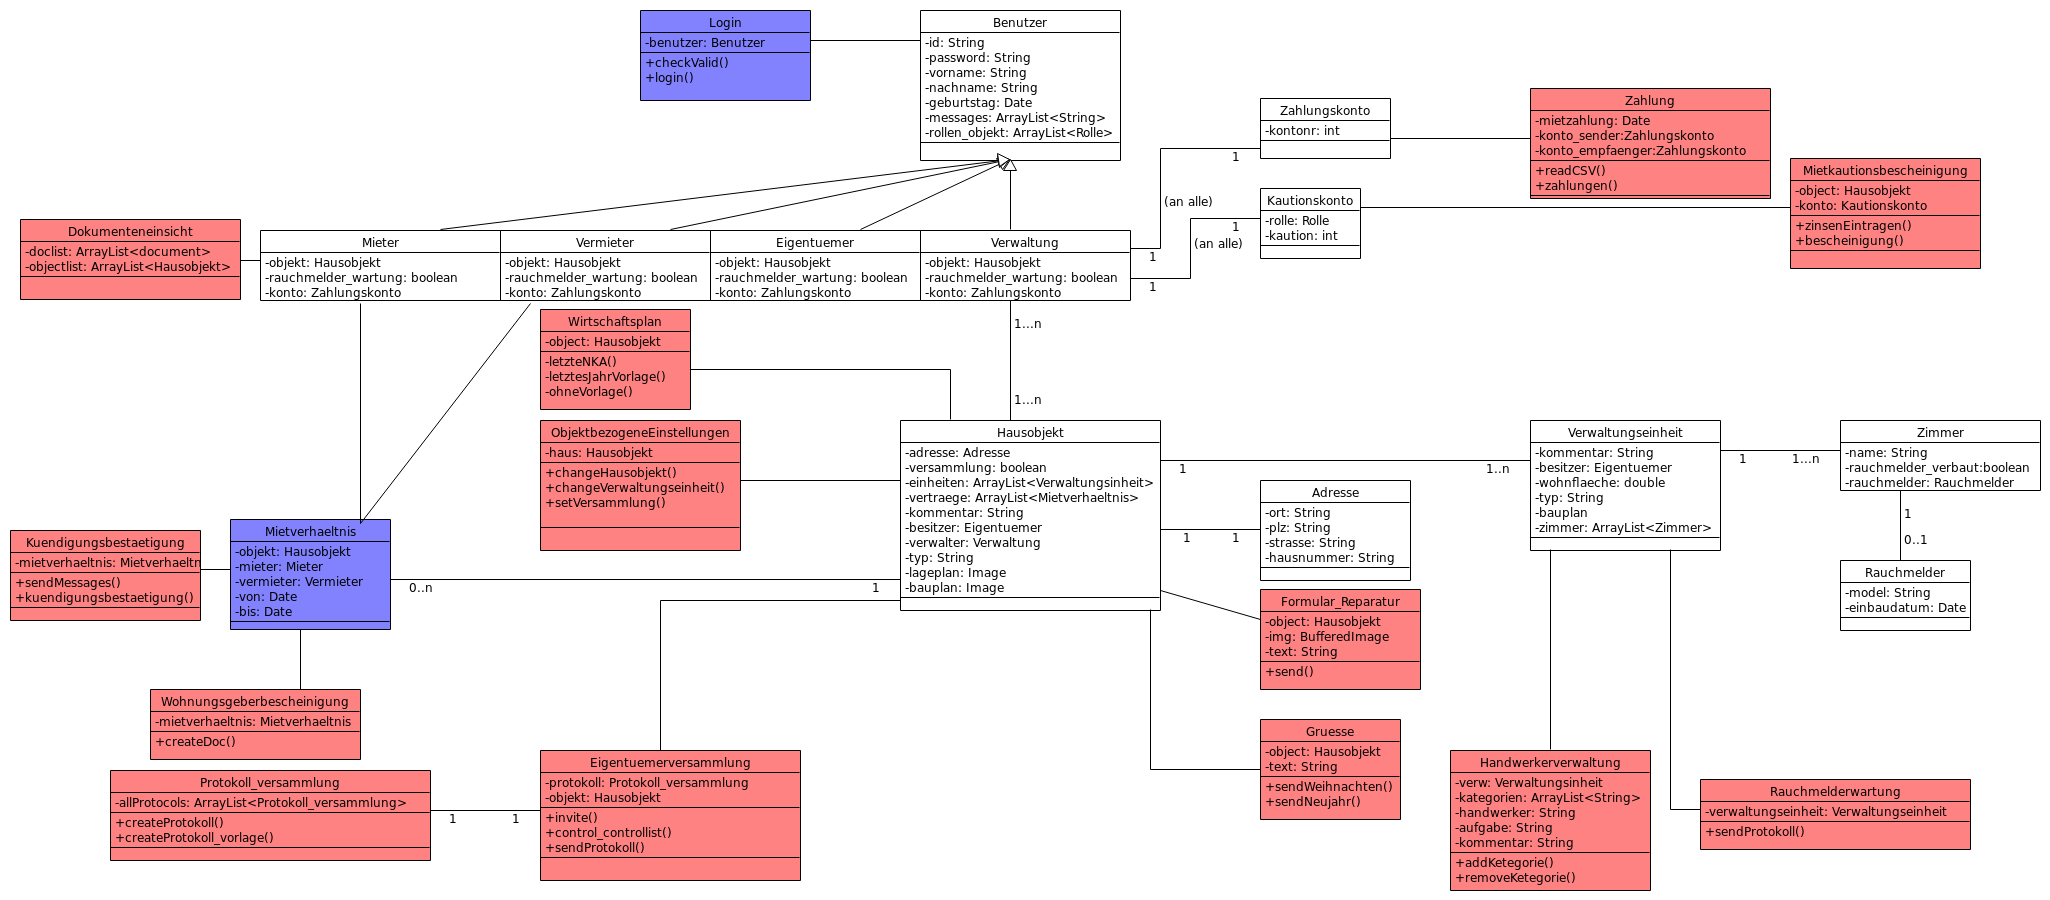 Login
-benutzer: Benutzer
+checkValid()
+login()
Benutzer
-id: String
-password: String
-vorname: String
-nachname: String
-geburtstag: Date
-messages: ArrayList<String>
-rollen_objekt: ArrayList<Rolle>
Zahlungskonto
-kontonr: int
Zahlung
-mietzahlung: Date
-konto_sender:Zahlungskonto
-konto_empfaenger:Zahlungskonto
+readCSV()
+zahlungen()
Mietkautionsbescheinigung
-object: Hausobjekt
-konto: Kautionskonto
+zinsenEintragen()
+bescheinigung()
Kautionskonto
-rolle: Rolle
-kaution: int
1
(an alle)
1
1
(an alle)
1
Dokumenteneinsicht
-doclist: ArrayList<document>
-objectlist: ArrayList<Hausobjekt>
Mieter
-objekt: Hausobjekt
-rauchmelder_wartung: boolean
-konto: Zahlungskonto
Vermieter
-objekt: Hausobjekt
-rauchmelder_wartung: boolean
-konto: Zahlungskonto
Eigentuemer
-objekt: Hausobjekt
-rauchmelder_wartung: boolean
-konto: Zahlungskonto
Verwaltung
-objekt: Hausobjekt
-rauchmelder_wartung: boolean
-konto: Zahlungskonto
1...n
1...n
Wirtschaftsplan
-object: Hausobjekt
-letzteNKA()
-letztesJahrVorlage()
-ohneVorlage()
ObjektbezogeneEinstellungen
-haus: Hausobjekt
+changeHausobjekt()
+changeVerwaltungseinheit()
+setVersammlung()
Hausobjekt
-adresse: Adresse
-versammlung: boolean
-einheiten: ArrayList<Verwaltungsinheit>
-vertraege: ArrayList<Mietverhaeltnis>
-kommentar: String
-besitzer: Eigentuemer
-verwalter: Verwaltung
-typ: String
-lageplan: Image
-bauplan: Image
1
1..n
Verwaltungseinheit
-kommentar: String
-besitzer: Eigentuemer
-wohnflaeche: double
-typ: String
-bauplan
-zimmer: ArrayList<Zimmer>
1
1...n
Zimmer
-name: String
-rauchmelder_verbaut:boolean
-rauchmelder: Rauchmelder
1
0..1
Rauchmelder
-model: String
-einbaudatum: Date
Adresse
-ort: String
-plz: String
-strasse: String
-hausnummer: String
1
1
Kuendigungsbestaetigung
-mietverhaeltnis: Mietverhaeltn
+sendMessages()
+kuendigungsbestaetigung()
Mietverhaeltnis
-objekt: Hausobjekt
-mieter: Mieter
-vermieter: Vermieter
-von: Date
-bis: Date
0..n
1
Formular_Reparatur
-object: Hausobjekt
-img: BufferedImage
-text: String
+send()
Wohnungsgeberbescheinigung
-mietverhaeltnis: Mietverhaeltnis
+createDoc()
Gruesse
-object: Hausobjekt
-text: String
+sendWeihnachten()
+sendNeujahr()
Protokoll_versammlung
-allProtocols: ArrayList<Protokoll_versammlung>
+createProtokoll()
+createProtokoll_vorlage()
1
1
Eigentuemerversammlung
-protokoll: Protokoll_versammlung
-objekt: Hausobjekt
+invite()
+control_controllist()
+sendProtokoll()
Handwerkerverwaltung
-verw: Verwaltungsinheit
-kategorien: ArrayList<String>
-handwerker: String
-aufgabe: String
-kommentar: String
+addKetegorie()
+removeKetegorie()
Rauchmelderwartung
-verwaltungseinheit: Verwaltungseinheit
+sendProtokoll()